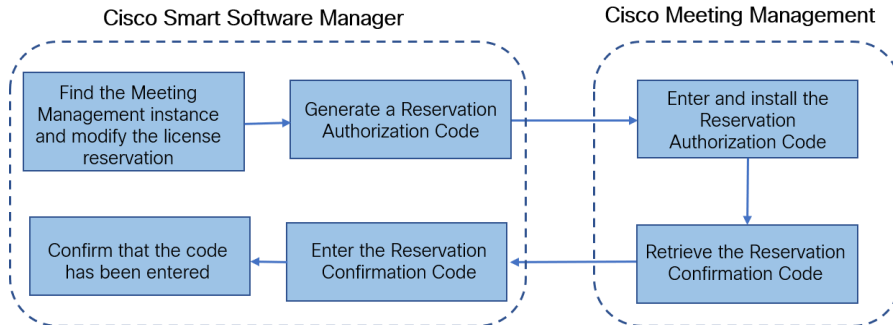 Cisco Smart Software Manager
Cisco Meeting Management
Find the Meeting
Management instance
and modify the license
reservation
Generate a Reservation
Authorization Code
Enter and install the
Reservation
Authorization Code
Retrieve the Reservation
Confirmation Code
Enter the Reservation
Confirmation Code
Confirm that the code
has been entered